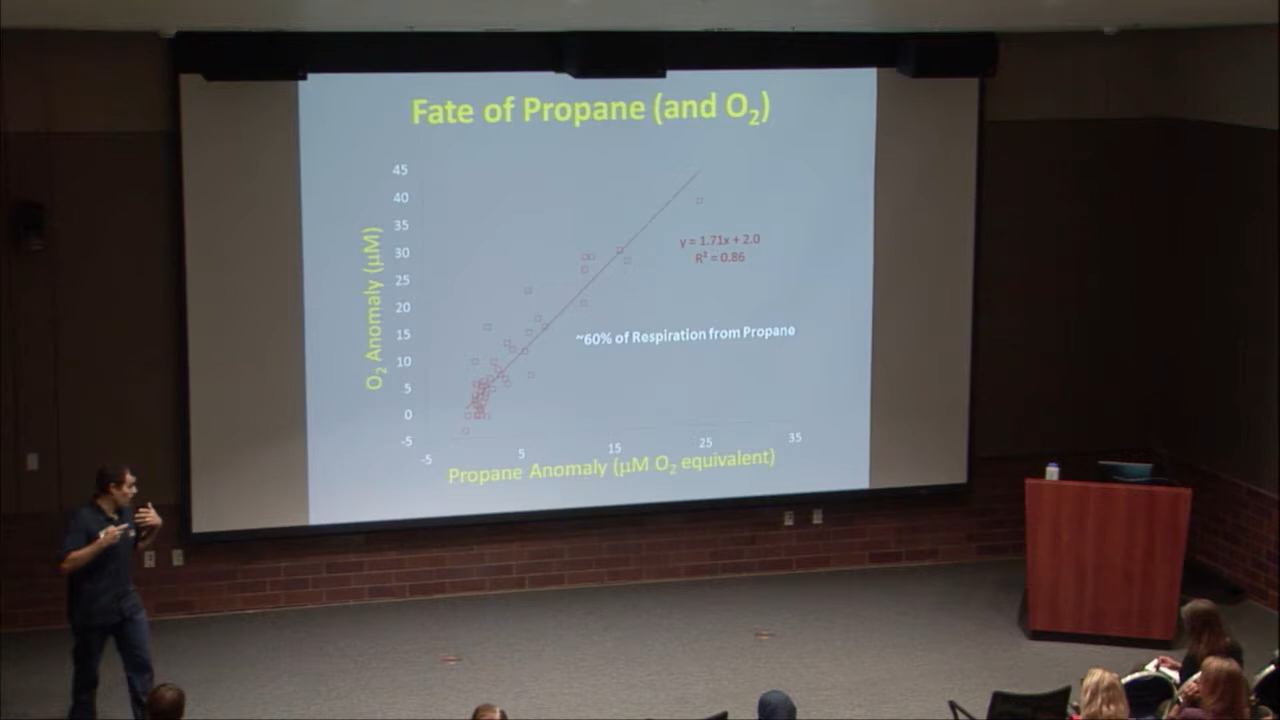 Fate of Propane (and O₂)
45
40
35
30
25
20
15
10
5
0
-5
O₂ Anomaly (µM)
y = 1.71x + 2.0
R² = 0.86
~60% of Respiration from Propane
-5
5
15
25
35
Propane Anomaly (µM O₂ equivalent)